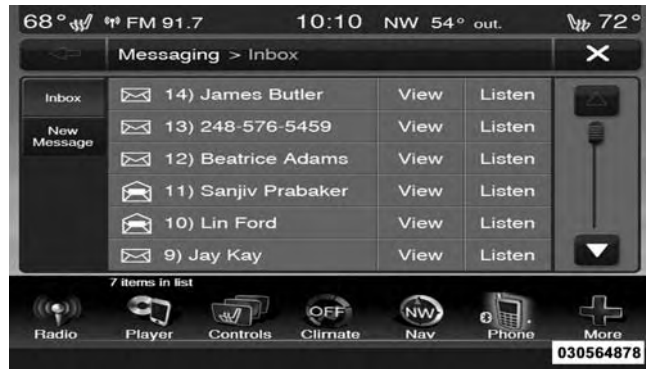 68° FM 91.7 10:10 NW 54° out. 72°
Messaging > Inbox
Inbox
New
Message
14) James Butler View Listen
13) 248-576-5459 View Listen
12) Beatrice Adams View Listen
11) Sanjiv Prabaker View Listen
10) Lin Ford View Listen
9) Jay Kay View Listen
7 items in list
OFF NW
Radio Player Controls Climate Nav Phone More
030564878